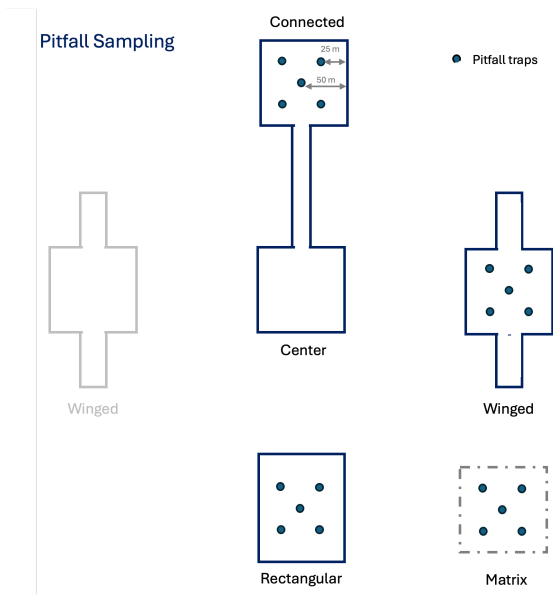 Connected
Pitfall Sampling
25 m
Pitfall traps
50 m
Center
Winged
Winged
Rectangular
Matrix